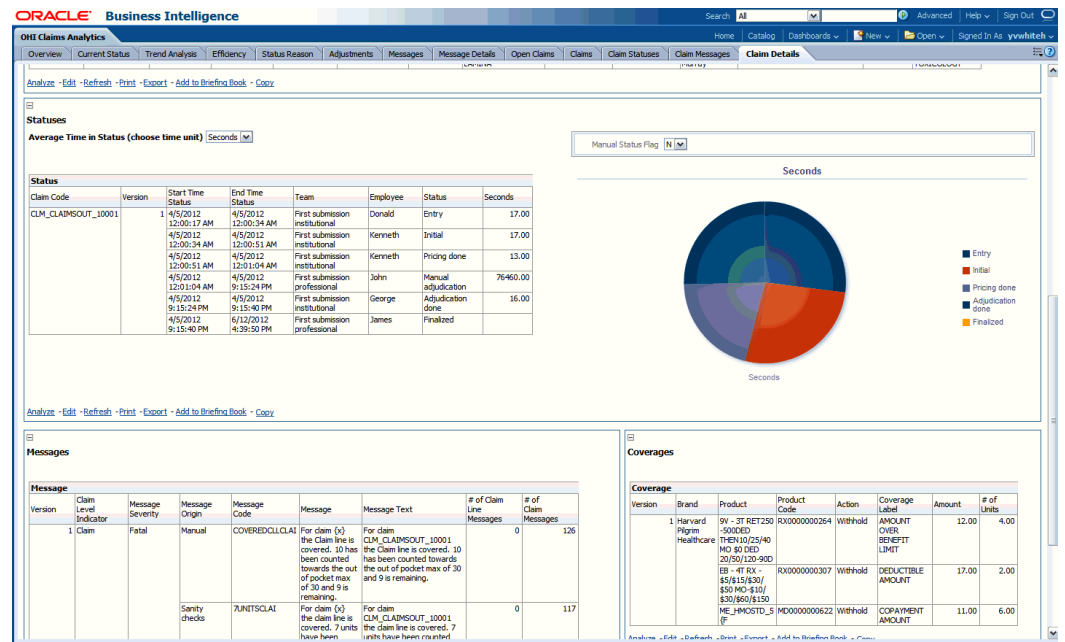 ORACLE Business Intelligence
Search All Advanced Help Sign Out
OHI Claims Analytics
Home Catalog Dashboards New Open Signed In As yvwhiteh
Overview Current Status Trend Analysis Efficiency Status Reason Adjustments Messages Message Details Open Claims Claims Claim Statuses Claim Messages Claim Details
LAMINA Murray TOXICOLOGY
Analyze - Edit - Refresh - Print - Export - Add to Briefing Book - Copy
Statuses
Average Time in Status (choose time unit) Seconds
Manual Status Flag N
Seconds
Status
Claim Code Version Start Time Status End Time Status Team Employee Status Seconds
CLM_CLAIMSOUT_10001 1 4/5/2012 12:00:17 AM 4/5/2012 12:00:34 AM First submission institutional Donald Entry 17.00
4/5/2012 12:00:34 AM 4/5/2012 12:00:51 AM First submission institutional Kenneth Initial 17.00
4/5/2012 12:00:51 AM 4/5/2012 12:01:04 AM First submission institutional Kenneth Pricing done 13.00
4/5/2012 12:01:04 AM 4/5/2012 9:15:24 PM First submission professional John Manual adjudication 76460.00
4/5/2012 9:15:24 PM 4/5/2012 9:15:40 PM First submission institutional George Adjudication done 16.00
4/5/2012 9:15:40 PM 6/12/2012 4:39:50 PM First submission professional James Finalized
Entry
Initial
Pricing done
Adjudication
done
Finalized
Seconds
Analyze - Edit - Refresh - Print - Export - Add to Briefing Book - Copy
Messages
Message
Version Claim Level Indicator Message Severity Message Origin Message Code Message Message Text # of Claim Line Messages # of Claim Messages
1 Claim Fatal Manual COVEREDCLLCLAI For claim {x} the Claim line is covered. 10 has been counted towards the out of pocket max of 30 and 9 is remaining. For claim CLM_CLAIMSOUT_10001 the Claim line is covered. 10 has been counted towards the out of pocket max of 30 and 9 is remaining. 0 126
Sanity checks 7UNITSCLAI For claim {x} the claim line is covered. 7 units have been For claim CLM_CLAIMSOUT_10001 the claim line is covered. 7 units have been counted 0 117
Coverages
Coverage
Version Brand Product Product Code Action Coverage Label Amount # of Units
1 Harvard Pilgrim Healthcare 9V - 3T RET250 -500DED THEN10/25/40 MO $0 DED 20/50/120-90D RX0000000264 Withhold AMOUNT OVER BENEFIT LIMIT 12.00 4.00
EB - 4T RX - $5/$15/$30/ $50 MO-$10/ $30/$60/$150 RX0000000307 Withhold DEDUCTIBLE AMOUNT 17.00 2.00
ME_HMOSTD_5 {F MD0000000622 Withhold COPAYMENT AMOUNT 11.00 6.00
Analyze - Edit - Refresh - Print - Export - Add to Briefing Book - Copy